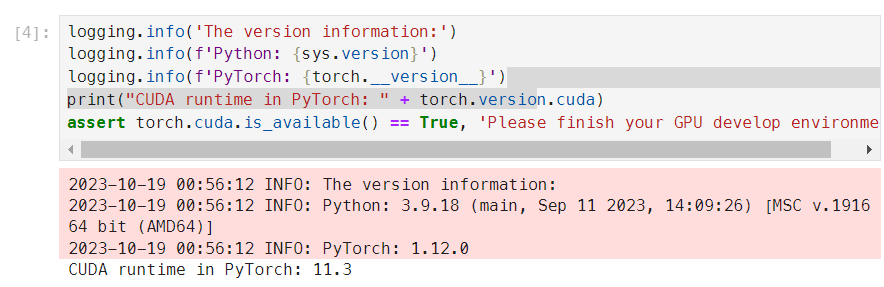 [4]:
logging.info('The version information:')
logging.info(f'Python: {sys.version}')
logging.info(f'PyTorch: {torch.__version__}')
print("CUDA runtime in PyTorch: " + torch.version.cuda)
assert torch.cuda.is_available() == True, 'Please finish your GPU develop environme
2023-10-19 00:56:12 INFO: The version information:
2023-10-19 00:56:12 INFO: Python: 3.9.18 (main, Sep 11 2023, 14:09:26) [MSC v.1916
64 bit (AMD64)]
2023-10-19 00:56:12 INFO: PyTorch: 1.12.0
CUDA runtime in PyTorch: 11.3